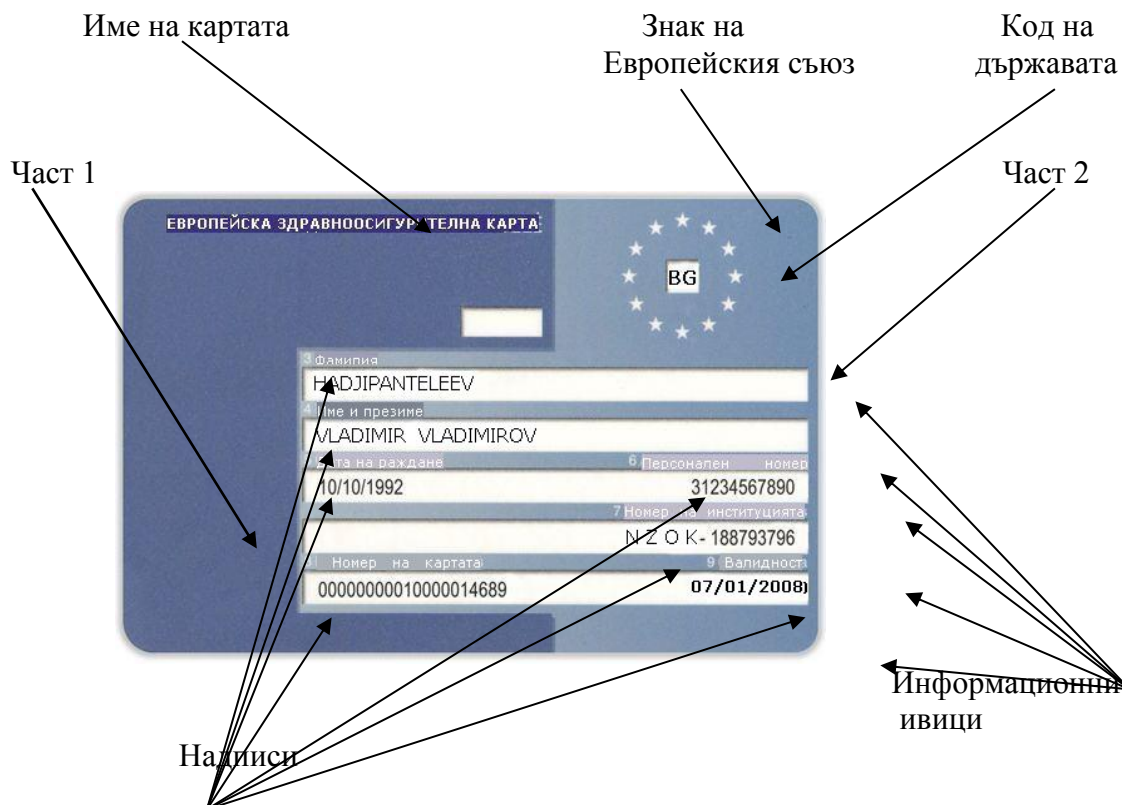 Име на картата
Знак на
Европейския съюз
Код на
държавата
Част 1
Част 2
ЕВРОПЕЙСКА ЗДРАВНООСИГУРИТЕЛНА КАРТА
BG
3 Фамилия
HADJIPANTELEEV
4 Име и презиме
VLADIMIR VLADIMIROV
Дата на раждане 6 Персонален номер
10/10/1992 31234567890
7 Номер на институцията
N Z O K- 188793796
Номер на картата 9 Валидност
00000000010000014689 07/01/2008
Информационни
ивици
Надписи